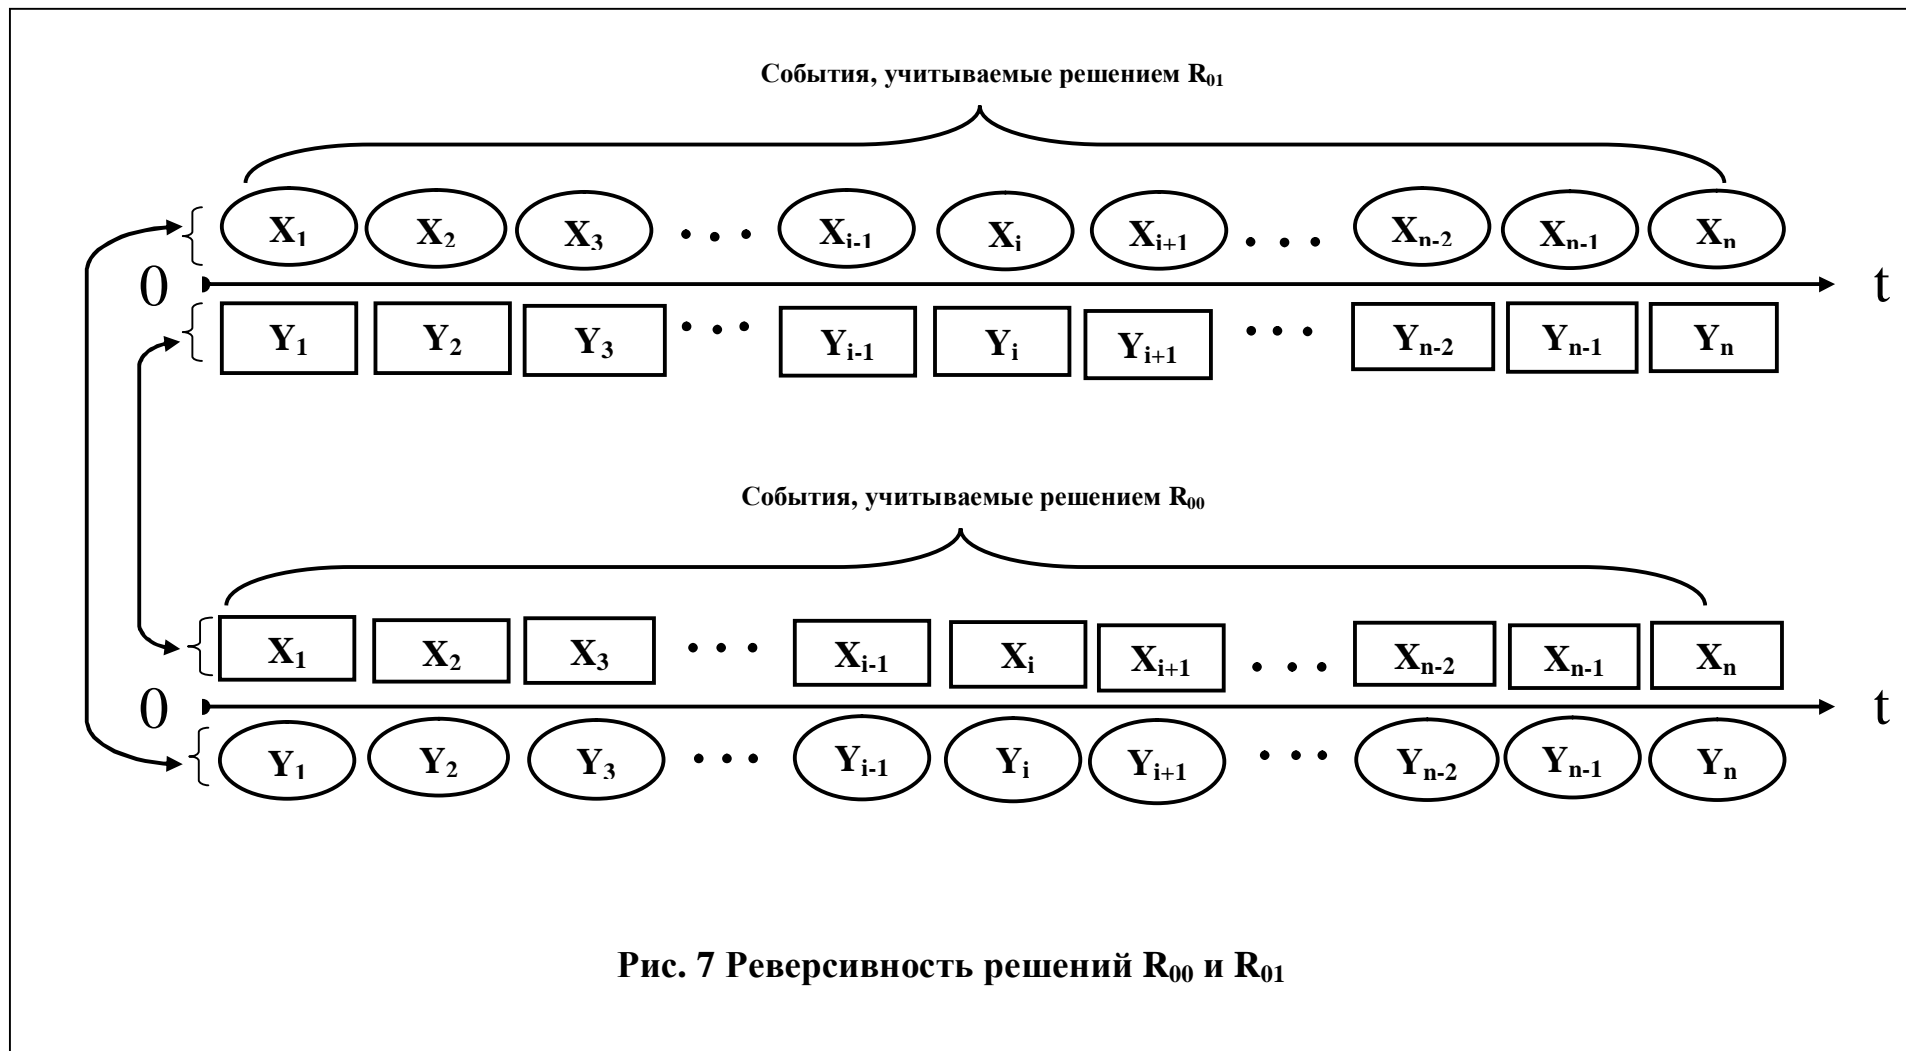 События, учитываемые решением R₀₁
X₁ X₂ X₃ • • • Xᵢ₋₁ Xᵢ Xᵢ₊₁ • • • Xₙ₋₂ Xₙ₋₁ Xₙ
0 t
Y₁ Y₂ Y₃ • • • Yᵢ₋₁ Yᵢ Yᵢ₊₁ • • • Yₙ₋₂ Yₙ₋₁ Yₙ
События, учитываемые решением R₀₀
X₁ X₂ X₃ • • • Xᵢ₋₁ Xᵢ Xᵢ₊₁ • • • Xₙ₋₂ Xₙ₋₁ Xₙ
0 t
Y₁ Y₂ Y₃ • • • Yᵢ₋₁ Yᵢ Yᵢ₊₁ • • • Yₙ₋₂ Yₙ₋₁ Yₙ
Рис. 7 Реверсивность решений R₀₀ и R₀₁